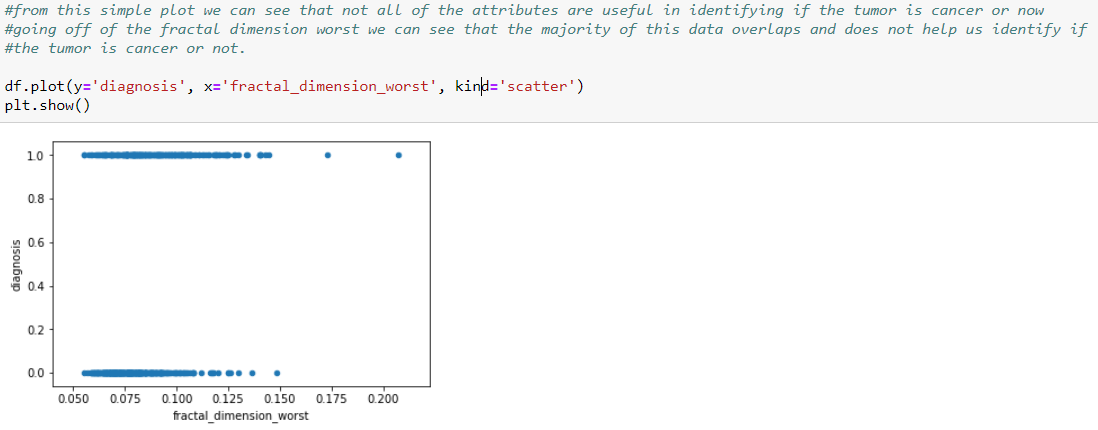 #from this simple plot we can see that not all of the attributes are useful in identifying if the tumor is cancer or now
#going off of the fractal dimension worst we can see that the majority of this data overlaps and does not help us identify if
#the tumor is cancer or not.
df.plot(y='diagnosis', x='fractal_dimension_worst', kind='scatter')
plt.show()
1.0
0.8
0.6
0.4
0.2
0.0
diagnosis
0.050 0.075 0.100 0.125 0.150 0.175 0.200
fractal_dimension_worst